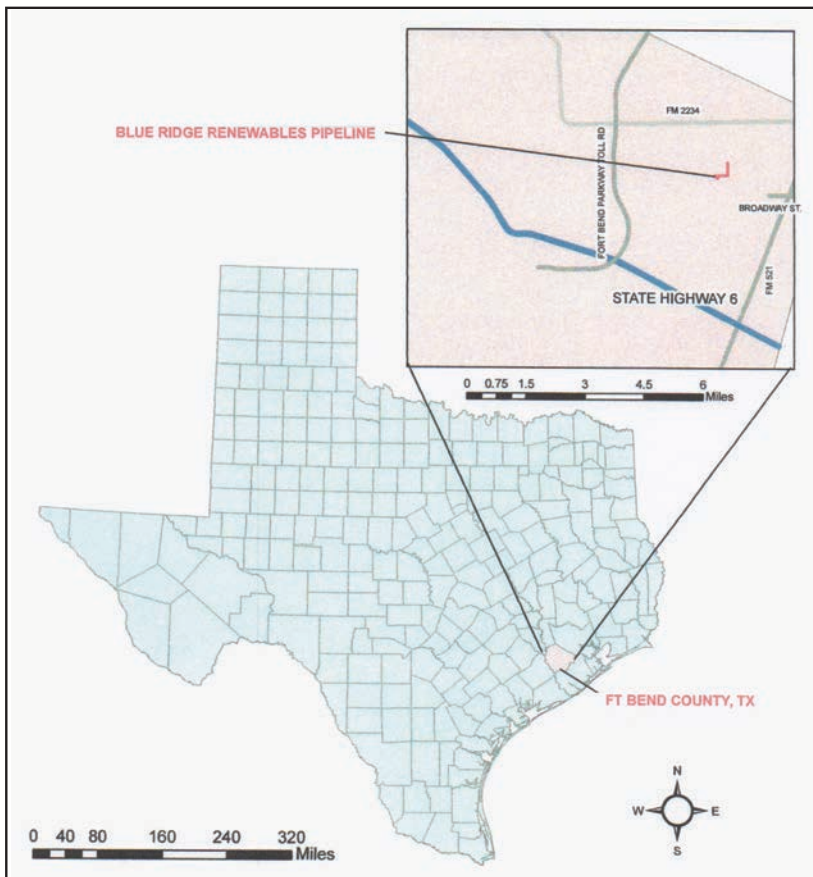 FM 2234
BLUE RIDGE RENEWABLES PIPELINE
FORT BEND PARKWAY TOLL RD
BROADWAY ST.
FM 521
STATE HIGHWAY 6
0 0.75 1.5 3 4.5 6
Miles
FT BEND COUNTY, TX
N
W E
S
0 40 80 160 240 320
Miles